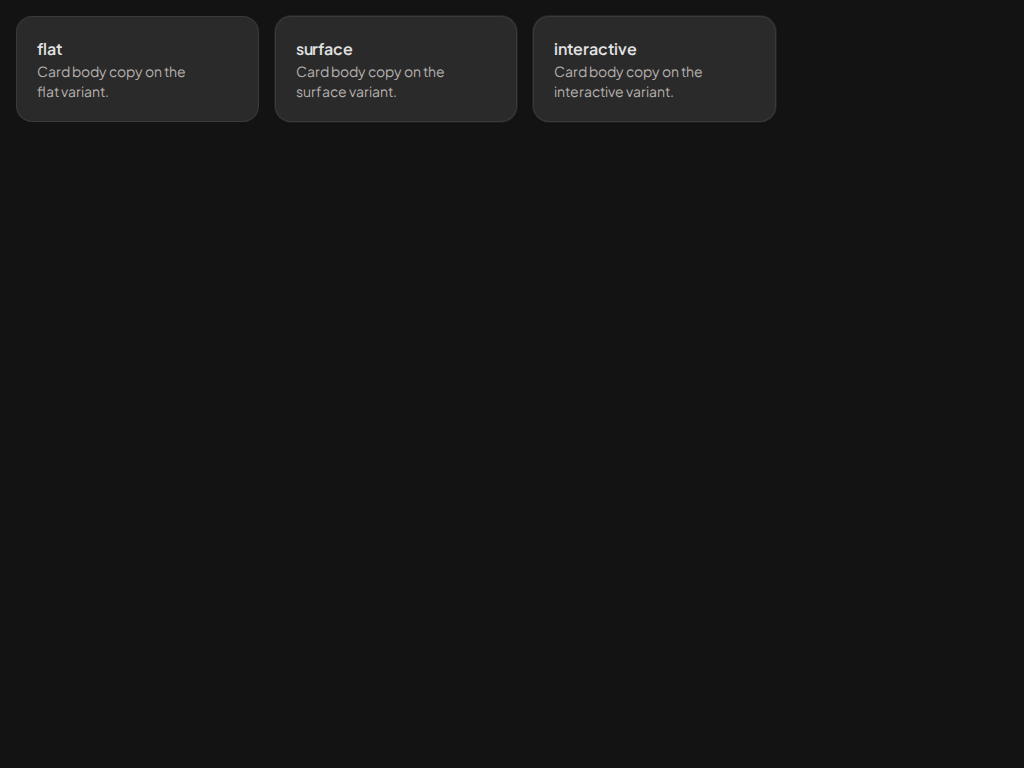 flat
Card body copy on the
flat variant.
surface
Card body copy on the
surface variant.
interactive
Card body copy on the
interactive variant.